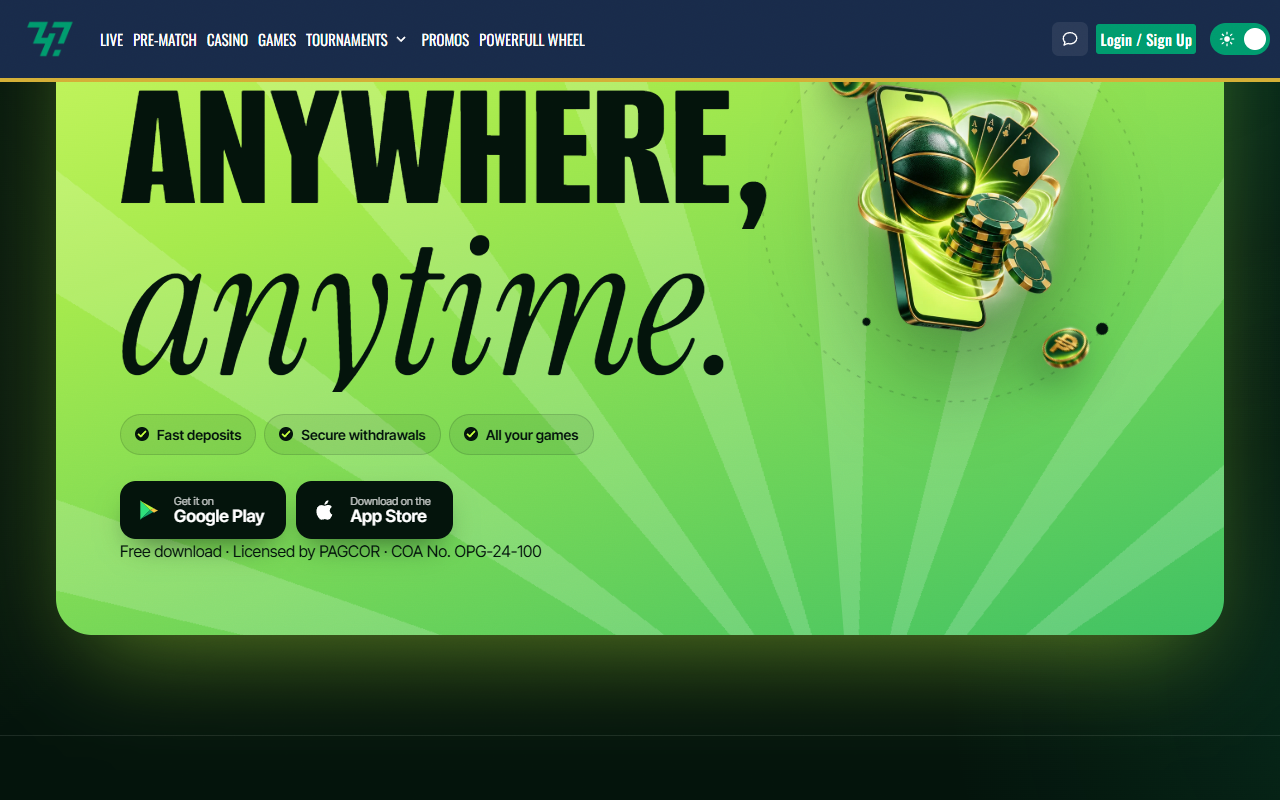 747
LIVE PRE-MATCH CASINO GAMES TOURNAMENTS PROMOS POWERFULL WHEEL
Login / Sign Up
ANYWHERE,
anytime.
Fast deposits
Secure withdrawals
All your games
Get it on
Google Play
Download on the
App Store
Free download · Licensed by PAGCOR · COA No. OPG-24-100